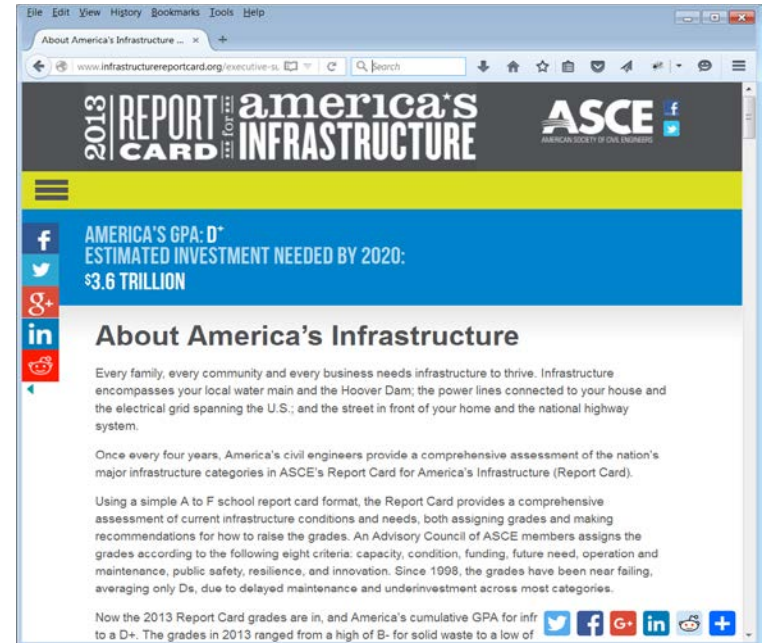 File Edit View History Bookmarks Tools Help
About America's Infrastructure ... × +
www.infrastructurereportcard.org/executive-su Search
2013 REPORT CARD for america's INFRASTRUCTURE
ASCE
AMERICAN SOCIETY OF CIVIL ENGINEERS
AMERICA'S GPA: D+
ESTIMATED INVESTMENT NEEDED BY 2020:
$3.6 TRILLION
About America's Infrastructure
Every family, every community and every business needs infrastructure to thrive. Infrastructure
encompasses your local water main and the Hoover Dam; the power lines connected to your house and
the electrical grid spanning the U.S.; and the street in front of your home and the national highway
system.
Once every four years, America's civil engineers provide a comprehensive assessment of the nation's
major infrastructure categories in ASCE's Report Card for America's Infrastructure (Report Card).
Using a simple A to F school report card format, the Report Card provides a comprehensive
assessment of current infrastructure conditions and needs, both assigning grades and making
recommendations for how to raise the grades. An Advisory Council of ASCE members assigns the
grades according to the following eight criteria: capacity, condition, funding, future need, operation and
maintenance, public safety, resilience, and innovation. Since 1998, the grades have been near failing,
averaging only Ds, due to delayed maintenance and underinvestment across most categories.
Now the 2013 Report Card grades are in, and America's cumulative GPA for infr
to a D+. The grades in 2013 ranged from a high of B- for solid waste to a low of